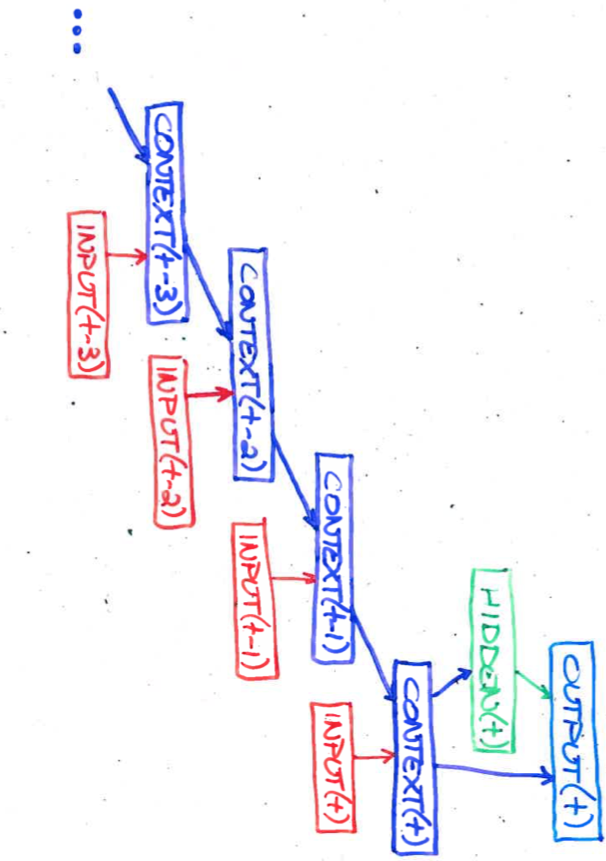 OUTPUT(t)
HIDDEN(t)
CONTEXT(t)
CONTEXT(t-1)
INPUT(t)
CONTEXT(t-2)
INPUT(t-1)
CONTEXT(t-3)
INPUT(t-2)
INPUT(t-3)
...